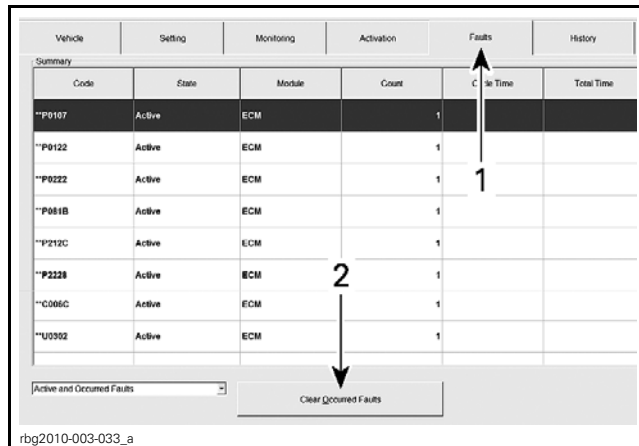 Vehicle Setting Monitoring Activation Faults History
Summary
Code State Module Count Code Time Total Time
**P0107 Active ECM 1
**P0122 Active ECM 1
**P0222 Active ECM 1
1
**P061B Active ECM 1
**P212C Active ECM 1
**P2228 Active ECM 1
2
**C006C Active ECM 1
**U0302 Active ECM 1
Active and Occurred Faults
Clear Occurred Faults
rbg2010-003-033_a